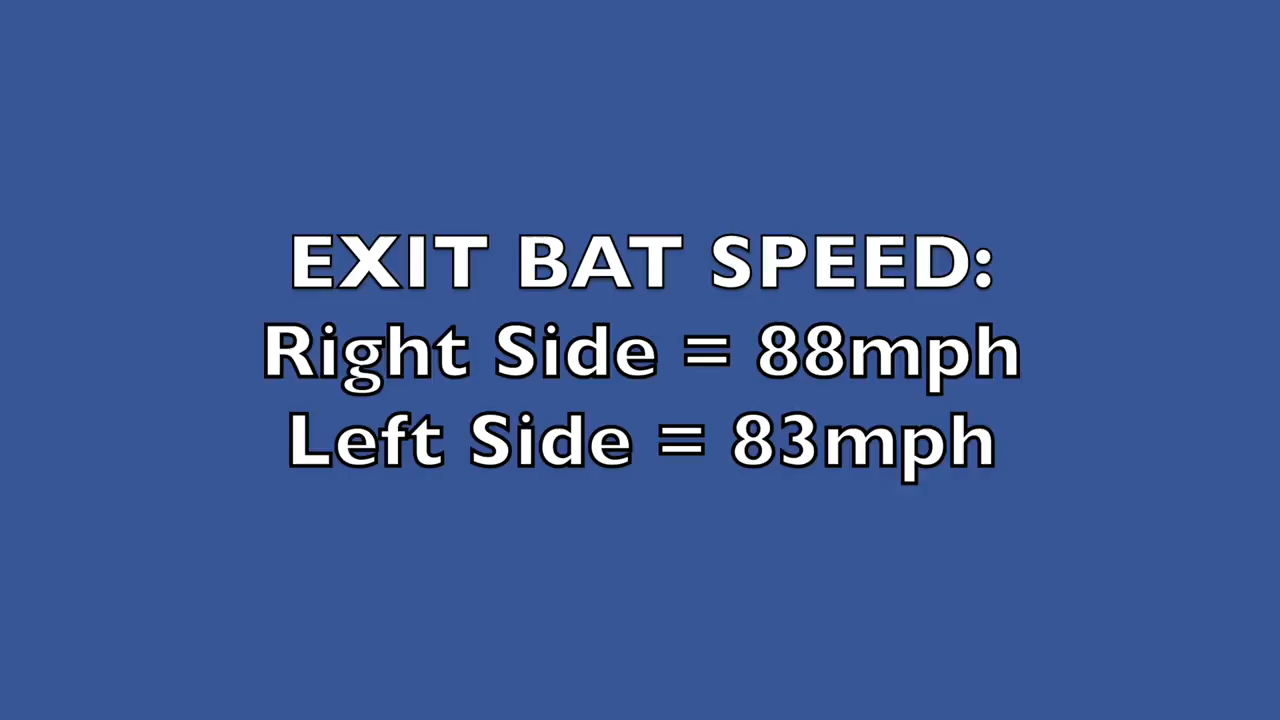 EXIT BAT SPEED:
Right Side = 88mph
Left Side = 83mph